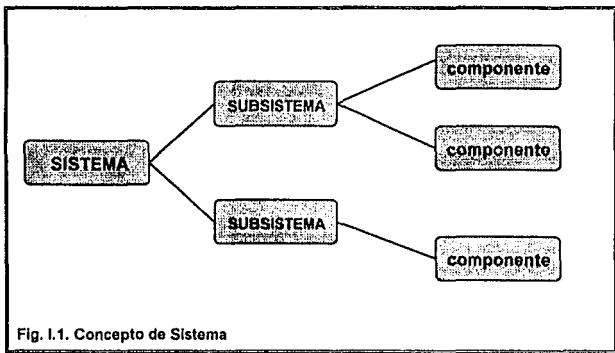 componente
SUBSISTEMA
componente
SISTEMA
SUBSISTEMA
componente
Fig. I.1. Concepto de Sistema